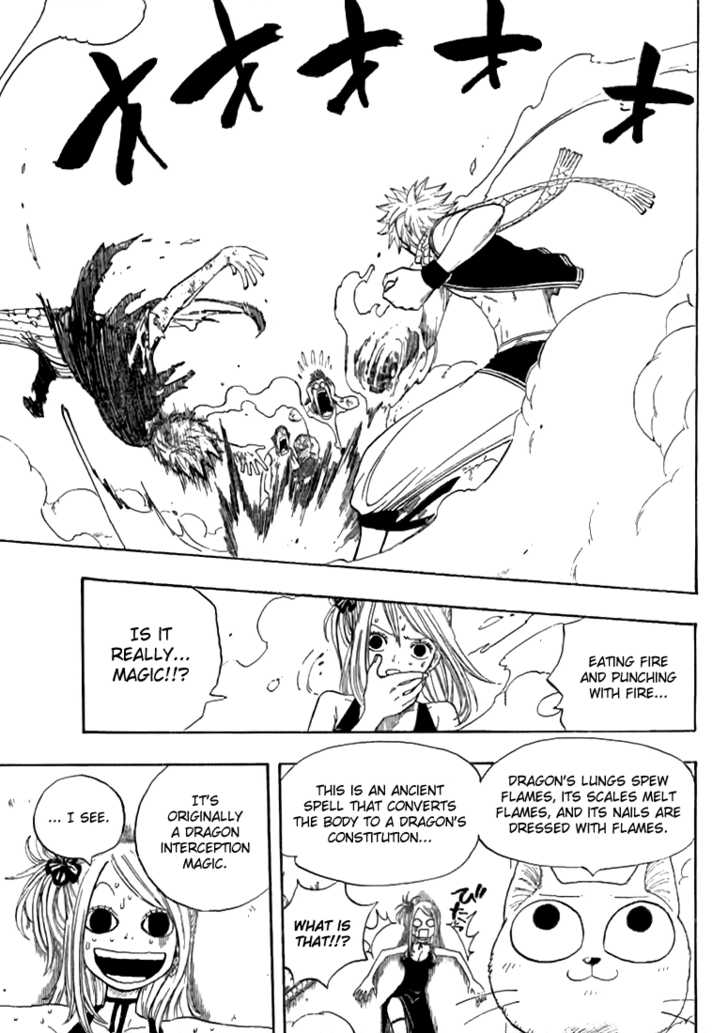 EATING FIRE
AND PUNCHING
WITH FIRE...
IS IT
REALLY...
MAGIC!!?
DRAGON'S LUNGS SPEW
FLAMES, ITS SCALES MELT
FLAMES, AND ITS NAILS ARE
DRESSED WITH FLAMES.
THIS IS AN ANCIENT
SPELL THAT CONVERTS
THE BODY TO A DRAGON'S
CONSTITUTION...
WHAT IS
THAT!!?
IT'S
ORIGINALLY
A DRAGON
INTERCEPTION
MAGIC.
... I SEE.